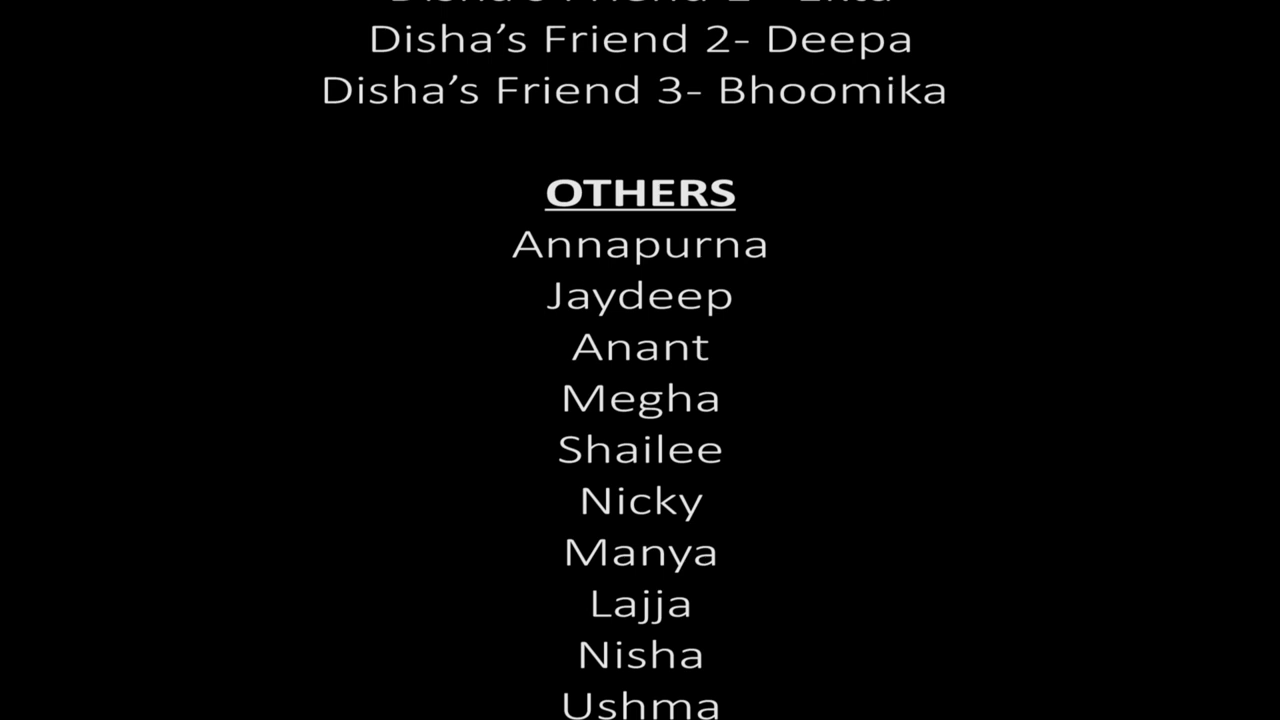 Disha's Friend 2- Deepa
Disha's Friend 3- Bhoomika
OTHERS
Annapurna
Jaydeep
Anant
Megha
Shailee
Nicky
Manya
Lajja
Nisha
Ushma